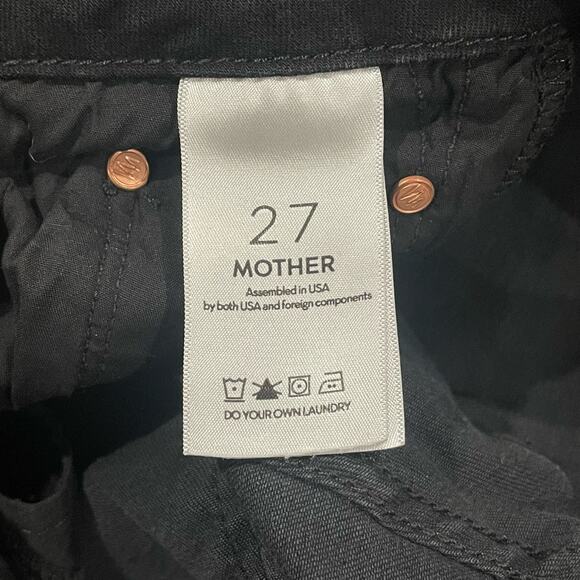 27
MOTHER
Assembled in USA
by both USA and foreign components
DO YOUR OWN LAUNDRY